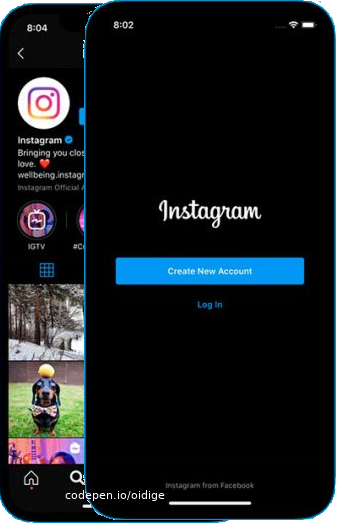 8:04
Instagram
Bringing you clos
love. ❤️
wellbeing.instagr
Instagram Official A
IGTV
8:02
Instagram
Create New Account
Log In
Instagram from Facebook
codepen.io/oidige